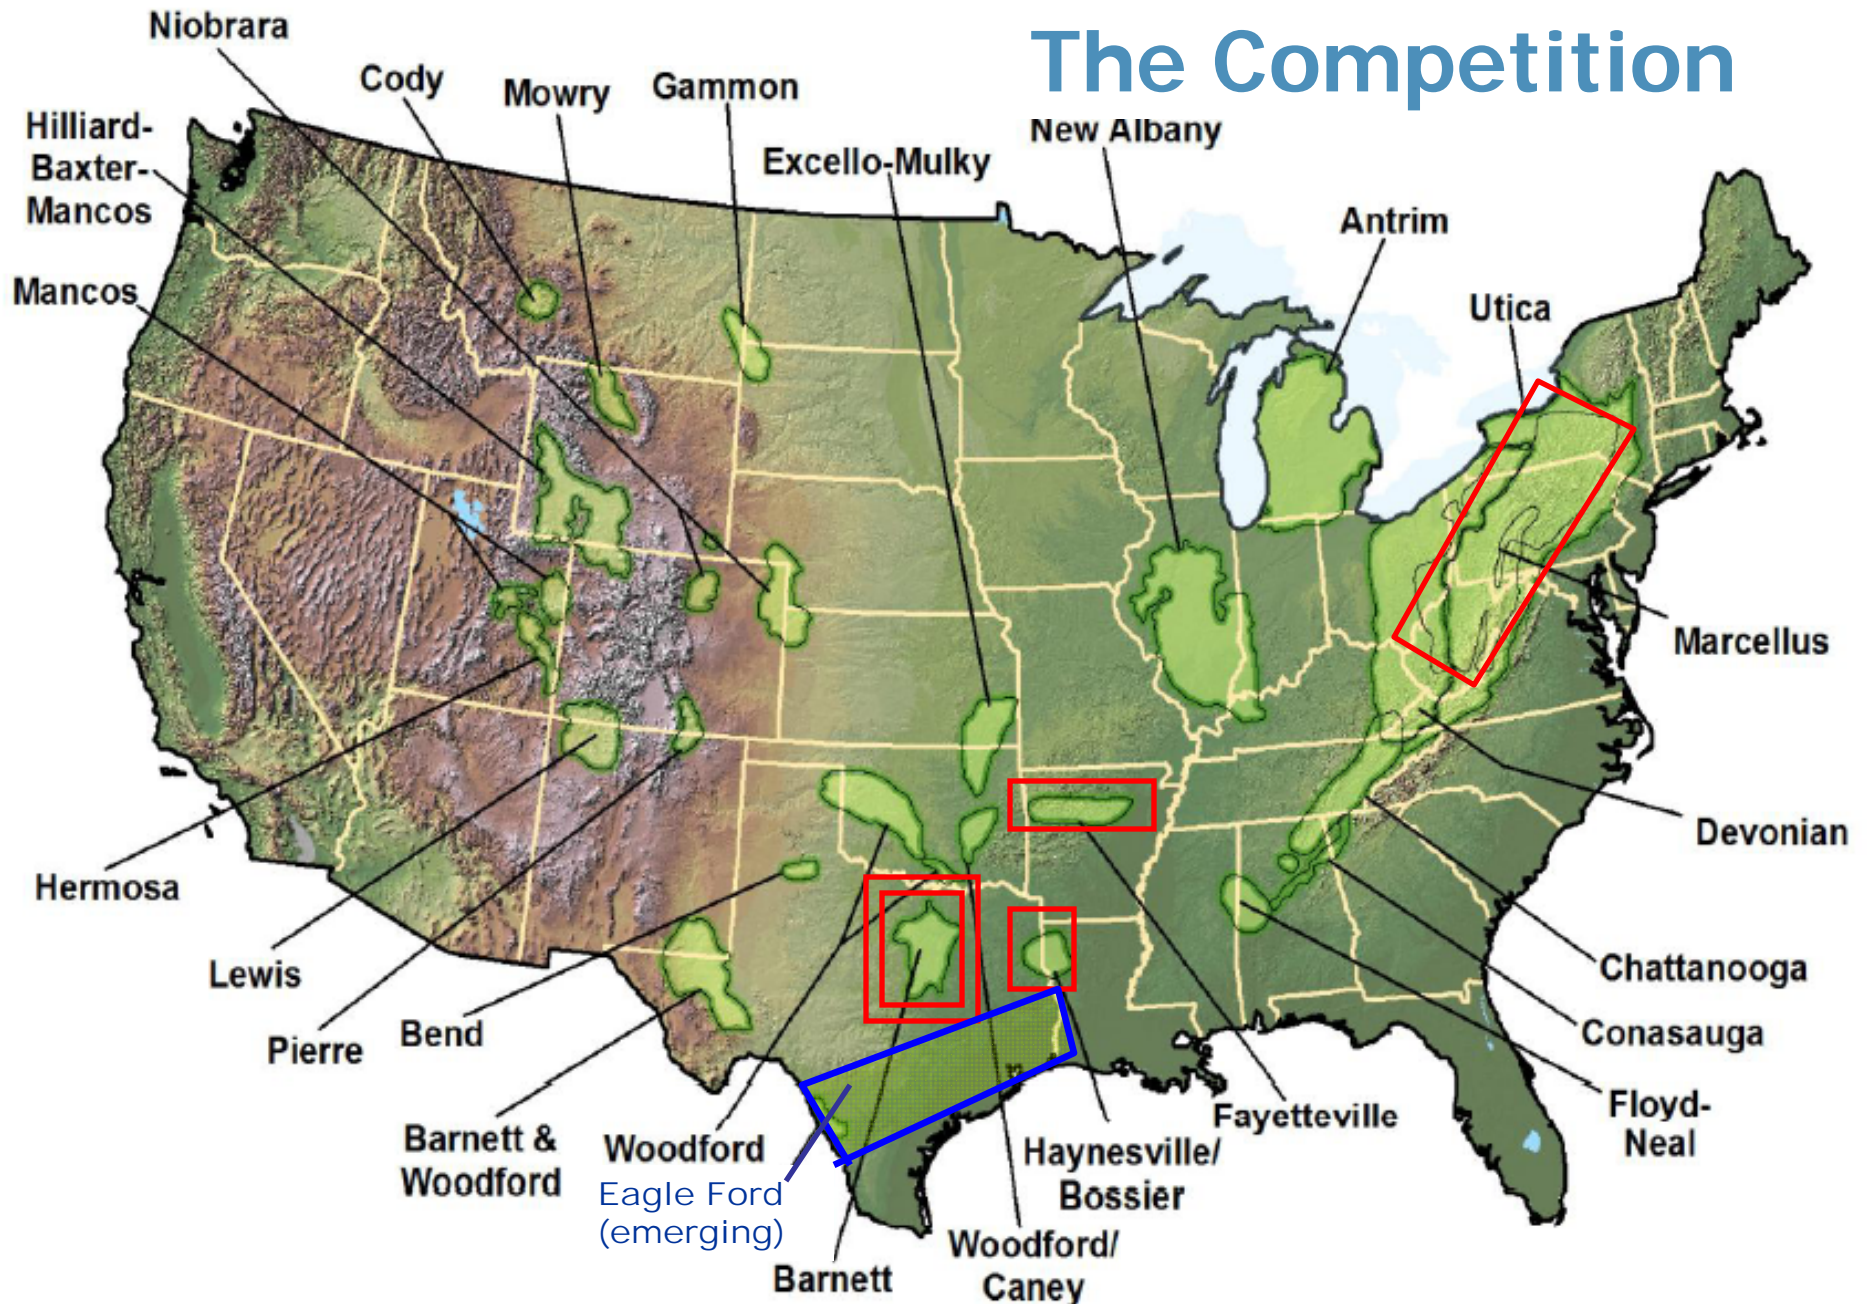 The Competition
Niobrara
Cody
Mowry
Gammon
Hilliard-
Baxter-
Mancos
Excello-Mulky
New Albany
Antrim
Mancos
Utica
Marcellus
Devonian
Hermosa
Lewis
Pierre
Bend
Chattanooga
Conasauga
Barnett &
Woodford
Woodford
Eagle Ford
(emerging)
Barnett
Woodford/
Caney
Haynesville/
Bossier
Fayetteville
Floyd-
Neal